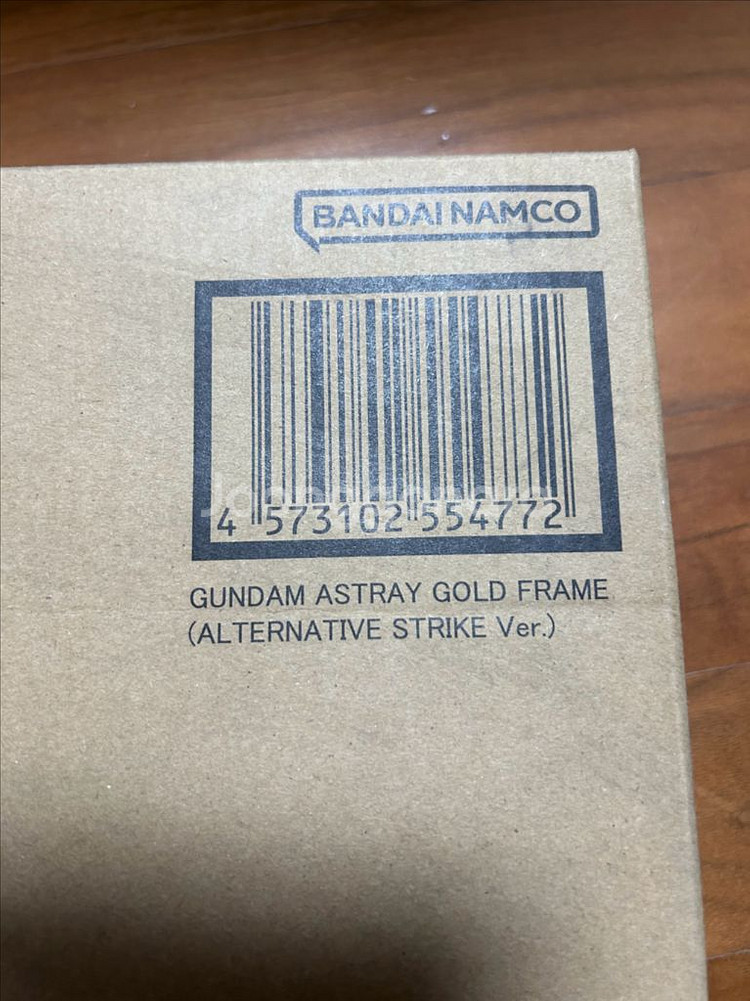 BANDAI NAMCO
4 573102 554772
GUNDAM ASTRAY GOLD FRAME
(ALTERNATIVE STRIKE Ver.)